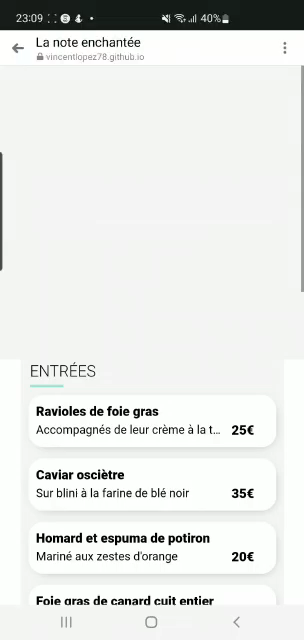 23:09
40%
La note enchantée
vincentlopez78.github.io
ENTRÉES
Ravioles de foie gras
Accompagnés de leur crème à la t... 25€
Caviar osciètre
Sur blini à la farine de blé noir 35€
Homard et espuma de potiron
Mariné aux zestes d'orange 20€
Foie gras de canard cuit entier